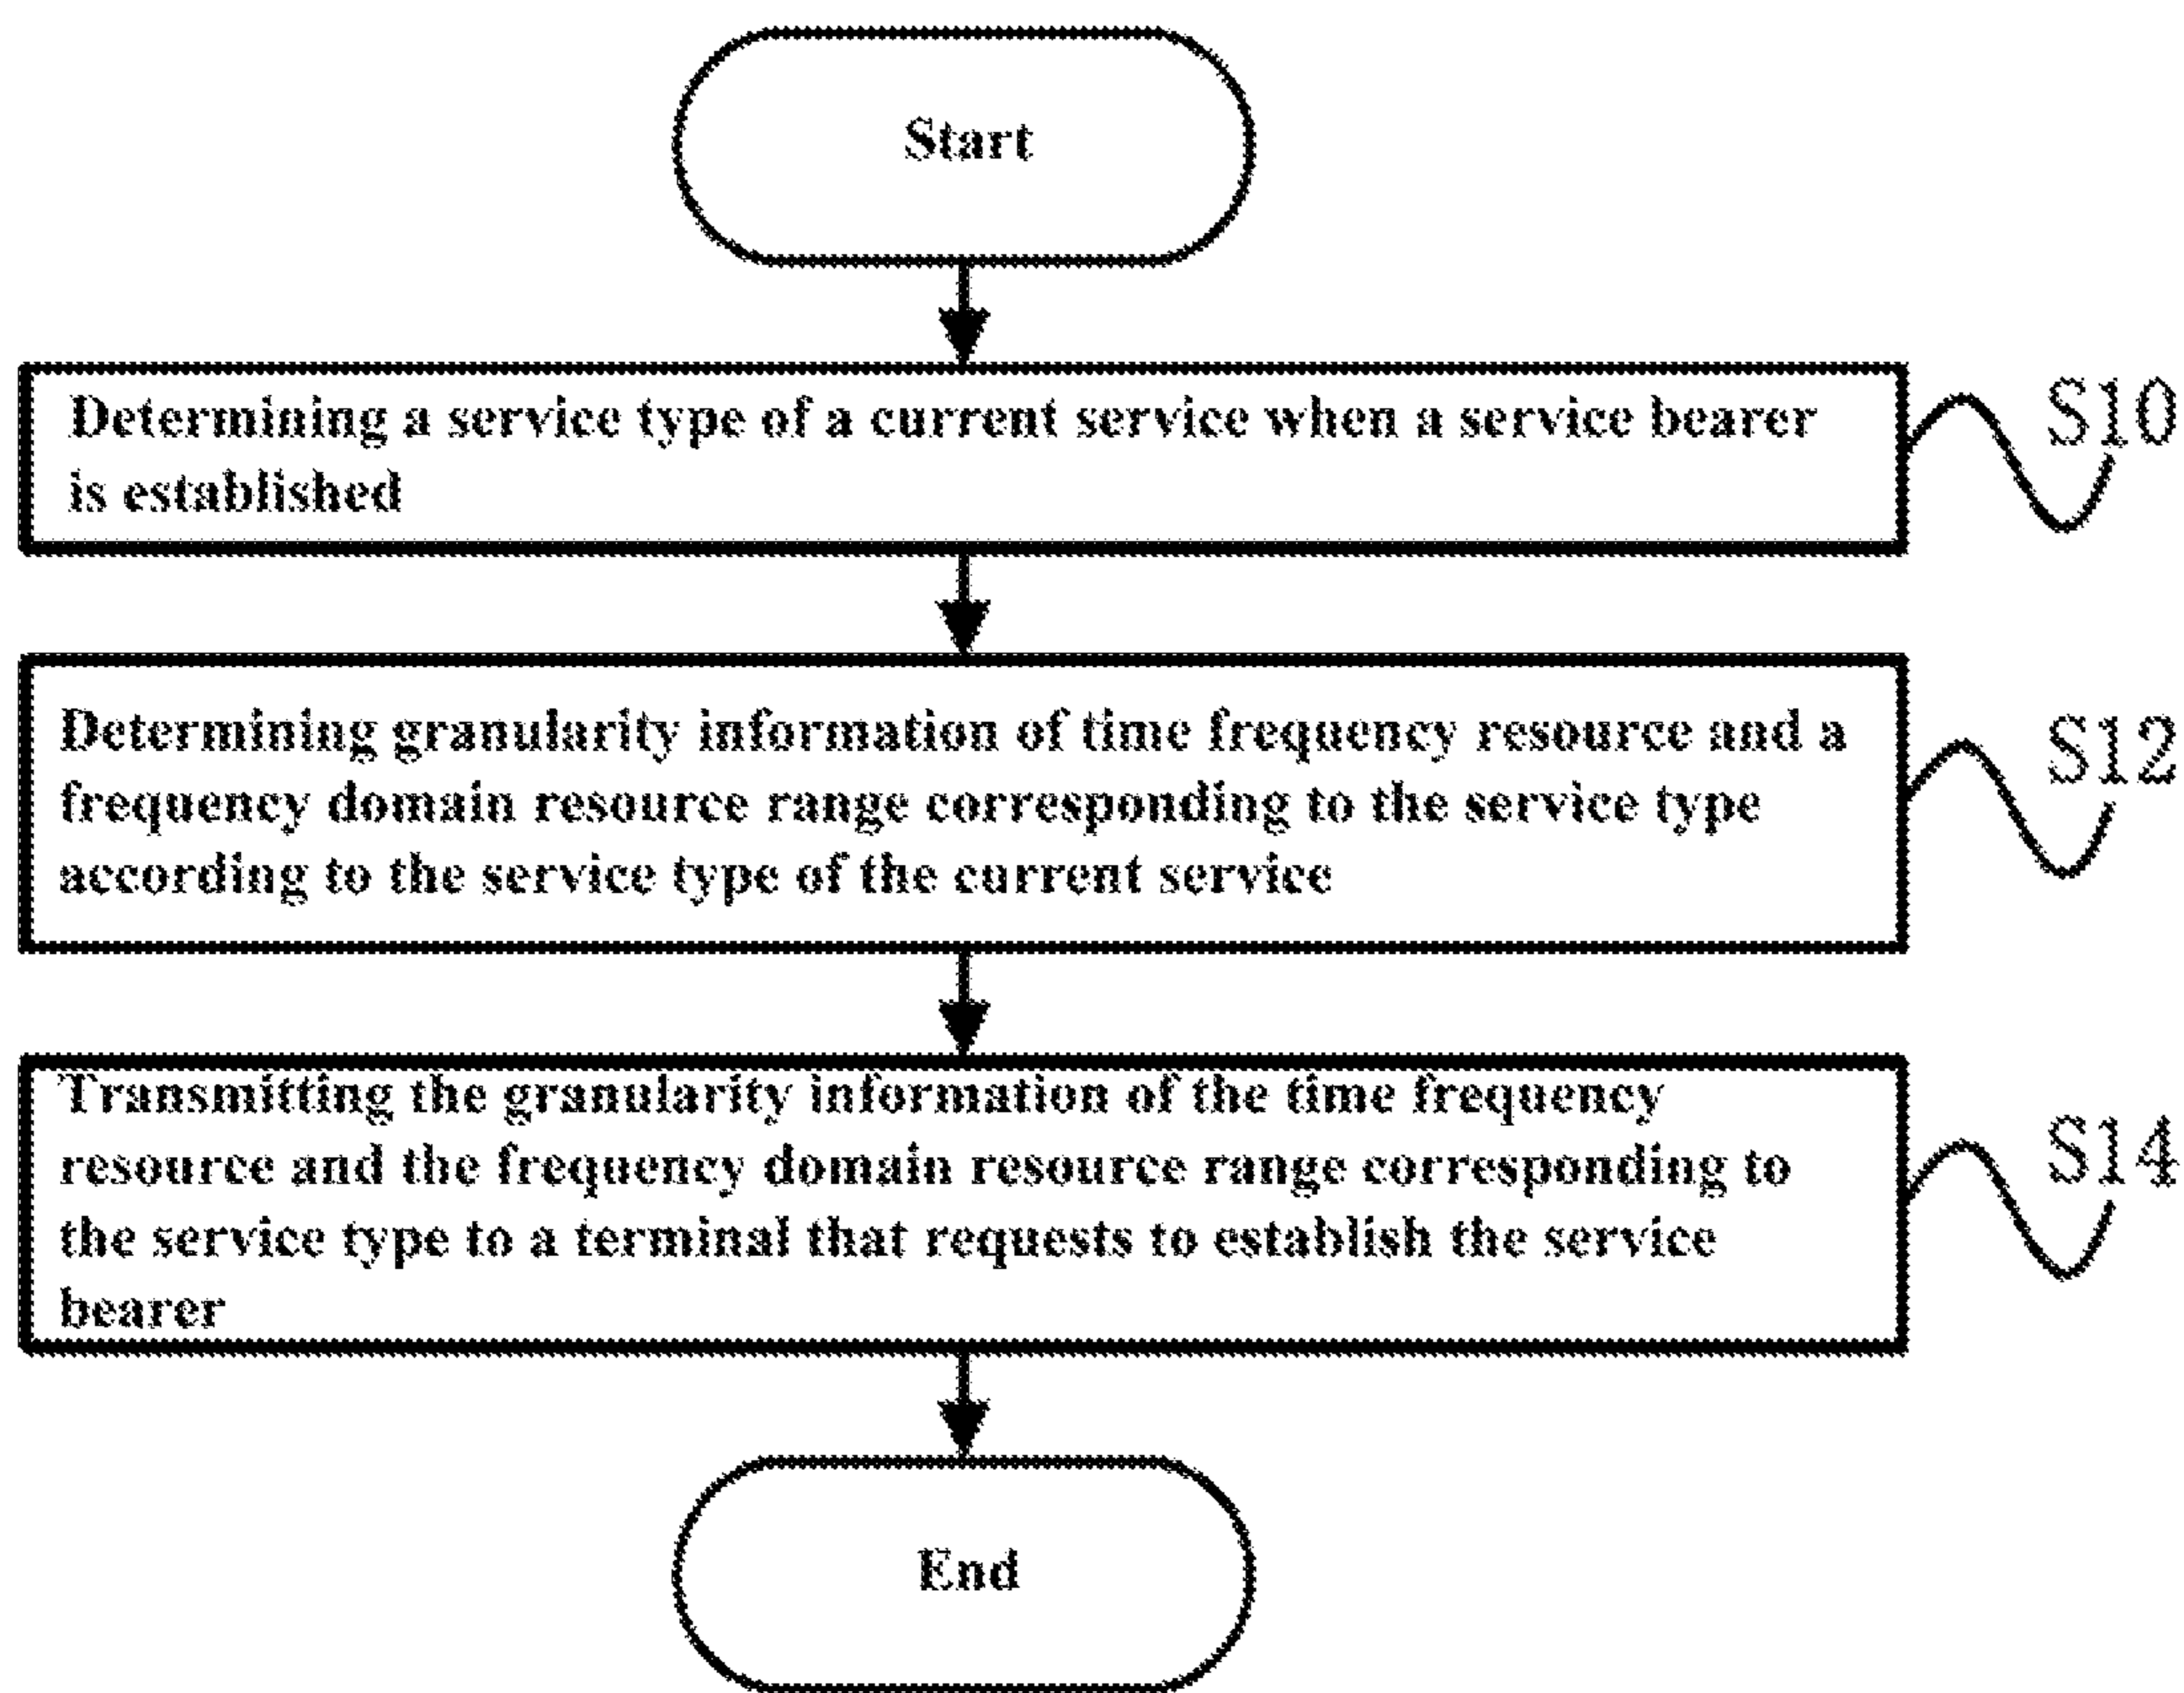 Start
Determining a service type of a current service when a service bearer
is established
S10
Determining granularity information of time frequency resource and a
frequency domain resource range corresponding to the service type
according to the service type of the current service
S12
Transmitting the granularity information of the time frequency
resource and the frequency domain resource range corresponding to
the service type to a terminal that requests to establish the service
bearer
S14
End